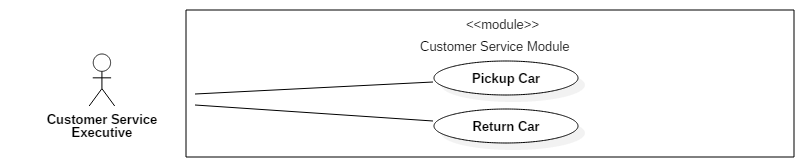 <<module>>
Customer Service Module
Pickup Car
Customer Service
Executive
Return Car